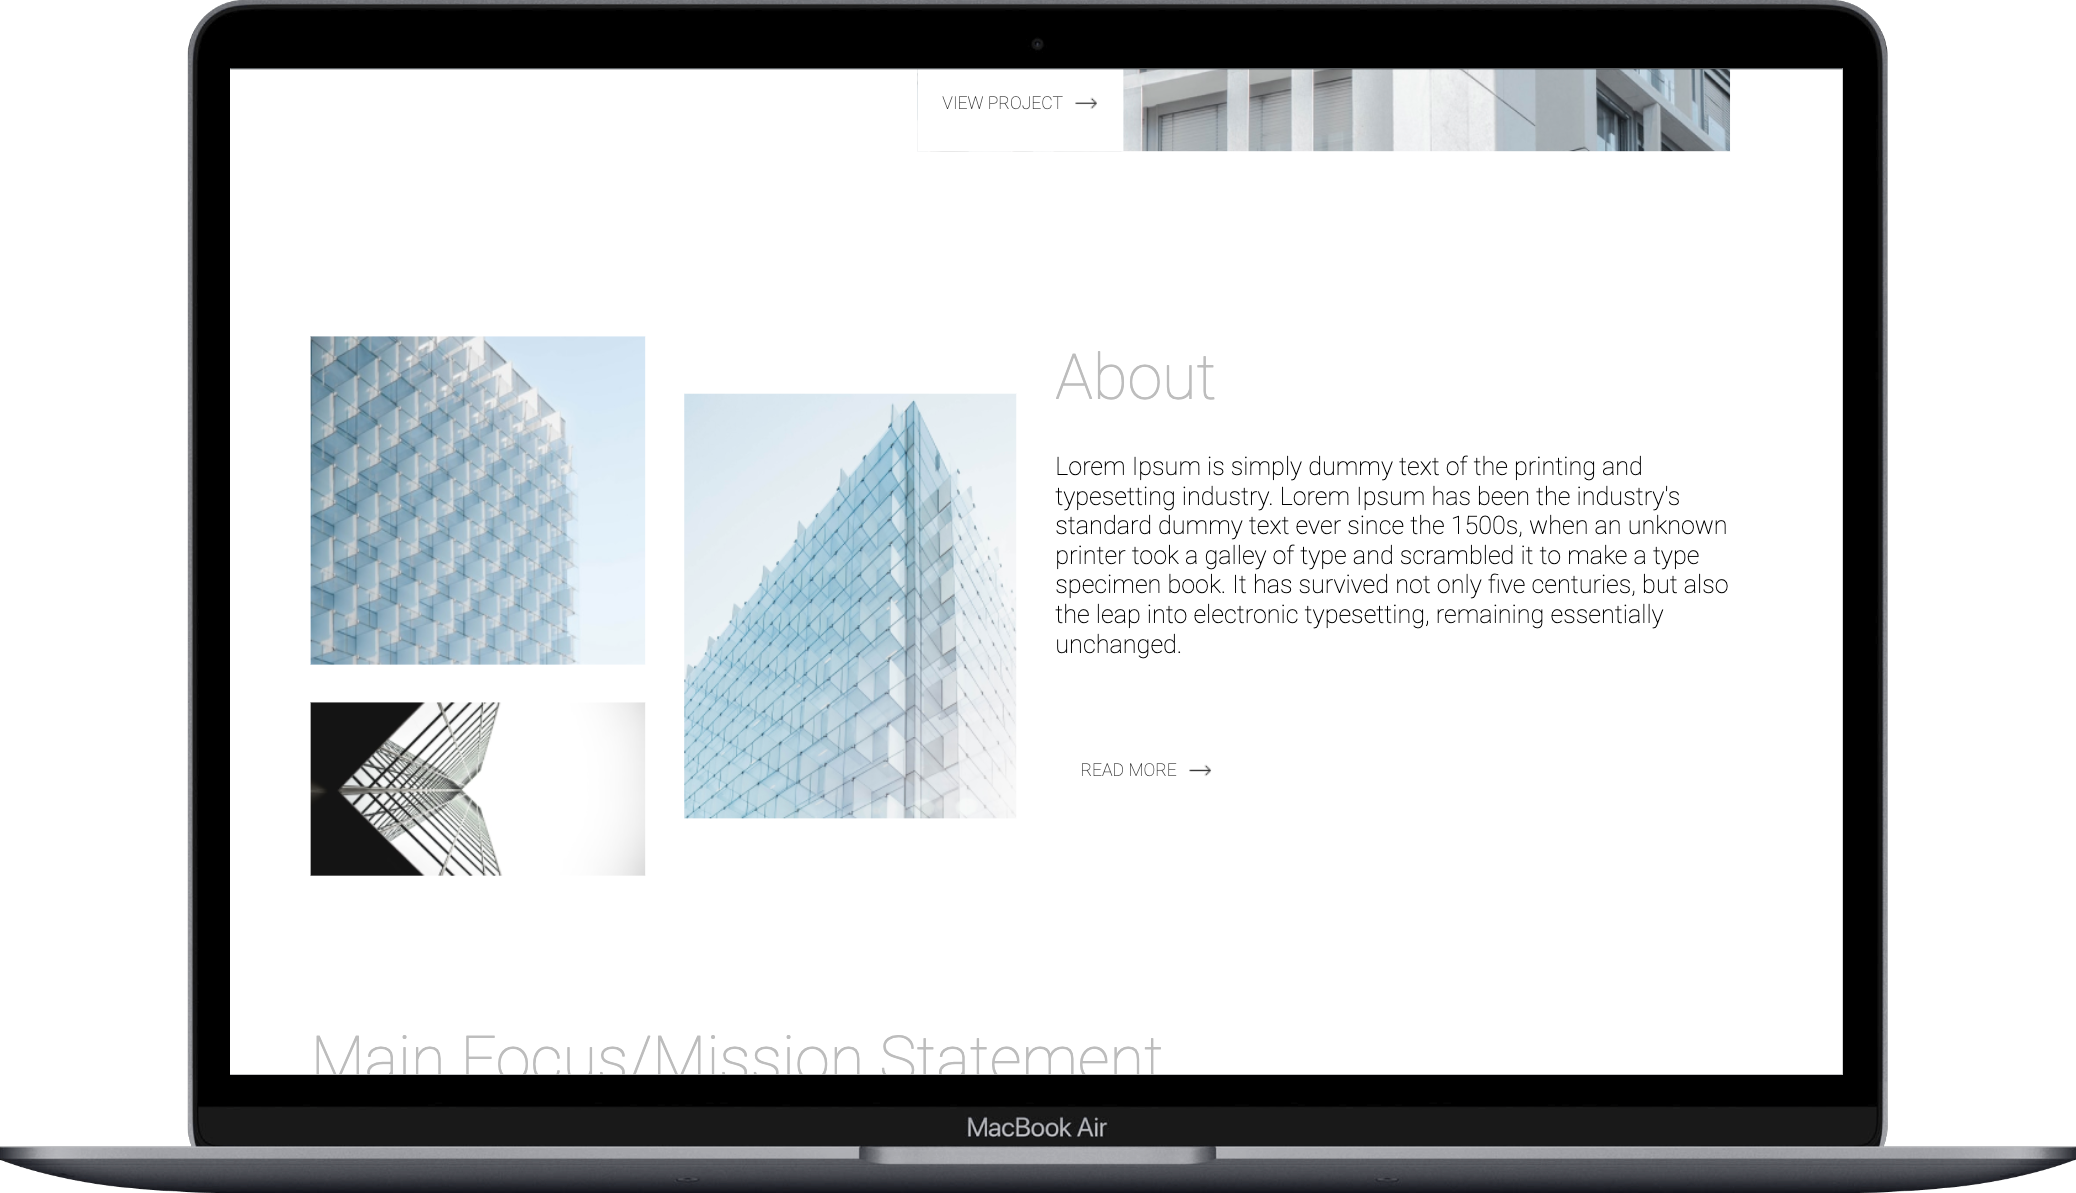 VIEW PROJECT
About
Lorem Ipsum is simply dummy text of the printing and
typesetting industry. Lorem Ipsum has been the industry's
standard dummy text ever since the 1500s, when an unknown
printer took a galley of type and scrambled it to make a type
specimen book. It has survived not only five centuries, but also
the leap into electronic typesetting, remaining essentially
unchanged.
READ MORE
Main Focus/Mission Statement
MacBook Air